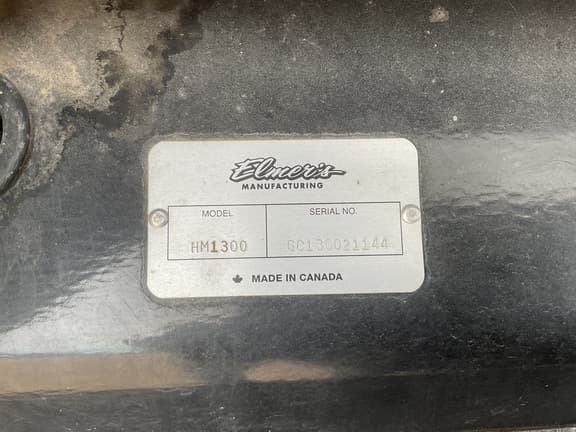 Elmer's
MANUFACTURING
MODEL SERIAL NO.
HM1300 GC130021144
MADE IN CANADA